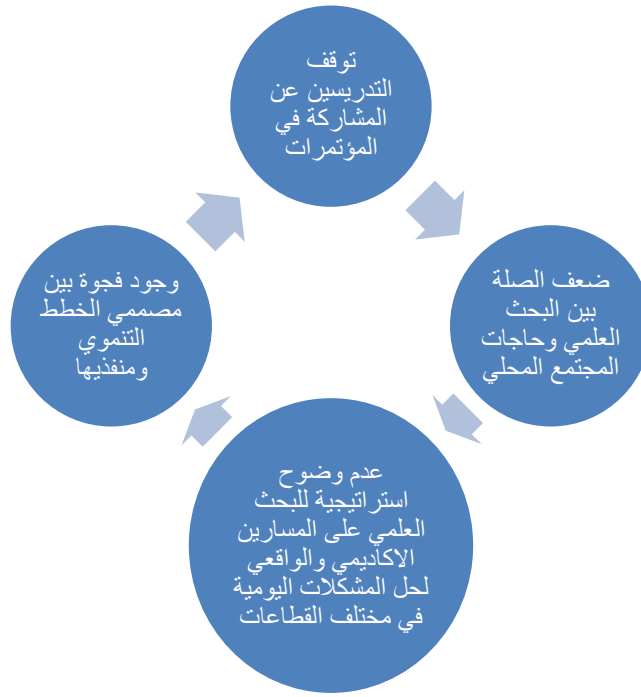 توقف
التدريسين عن
المشاركة في
المؤتمرات
ضعف الصلة
بين البحث
العلمي وحاجات
المجتمع المحلي
عدم وضوح
استراتيجية للبحث
العلمي على المسارين
الاكاديمي والواقعي
لحل المشكلات اليومية
في مختلف القطاعات
وجود فجوة بين
مصممي الخطط
التنموي
ومنفذيها